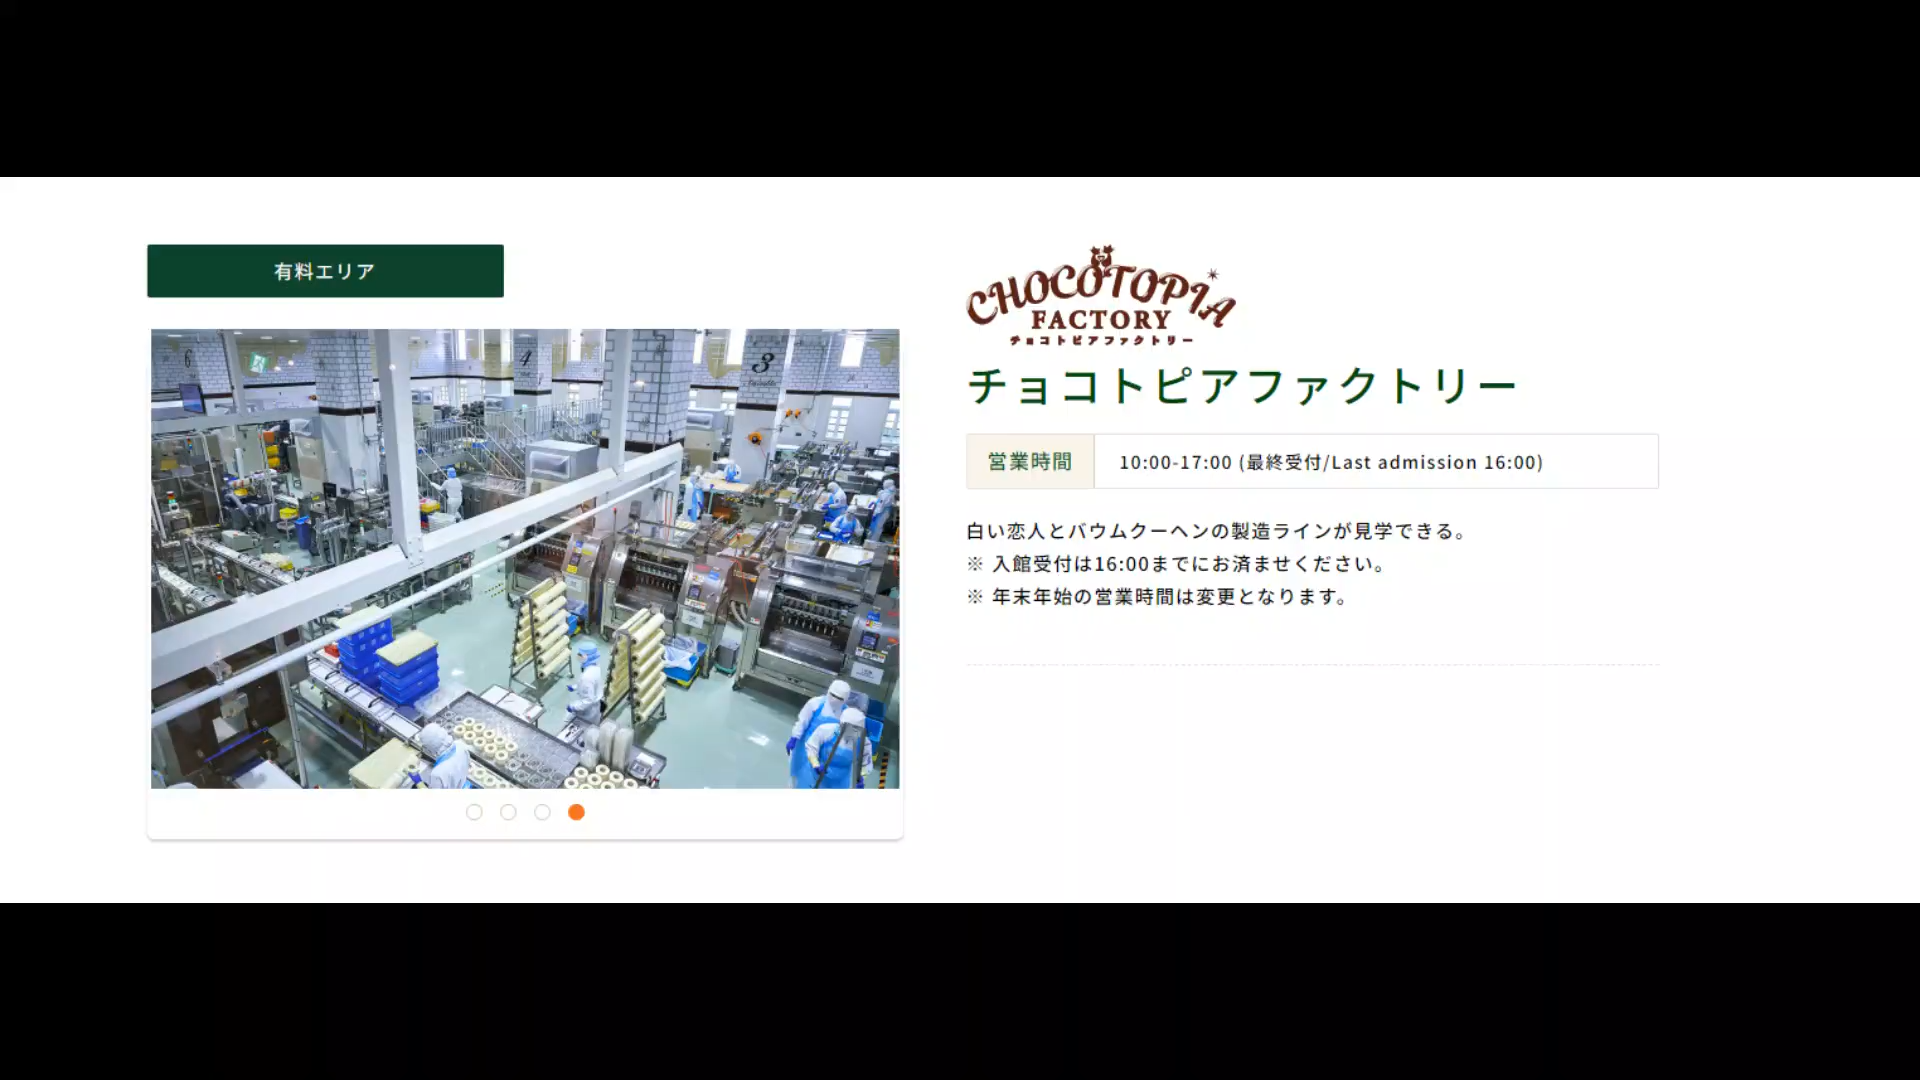 有料エリア
6
4
3
CHOCOTOPIA
FACTORY
チョコトピアファクトリー
チョコトピアファクトリー
営業時間 10:00-17:00 (最終受付/Last admission 16:00)
白い恋人とバウムクーヘンの製造ラインが見学できる。
※ 入館受付は16:00までにお済ませください。
※ 年末年始の営業時間は変更となります。